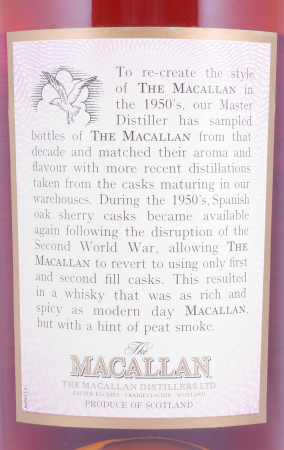 To re-create the style
of THE MACALLAN in
the 1950's, our Master
Distiller has sampled
bottles of THE MACALLAN from that
decade and matched their aroma and
flavour with more recent distillations
taken from the casks maturing in our
warehouses. During the 1950's, Spanish
oak sherry casks became available
again following the disruption of the
Second World War, allowing THE
MACALLAN to revert to using only first
and second fill casks. This resulted
in a whisky that was as rich and
spicy as modern day MACALLAN,
but with a hint of peat smoke.
The
MACALLAN
THE MACALLAN DISTILLERS LTD
EASTER ELCHIES CRAIGELLACHIE SCOTLAND
PRODUCE OF SCOTLAND